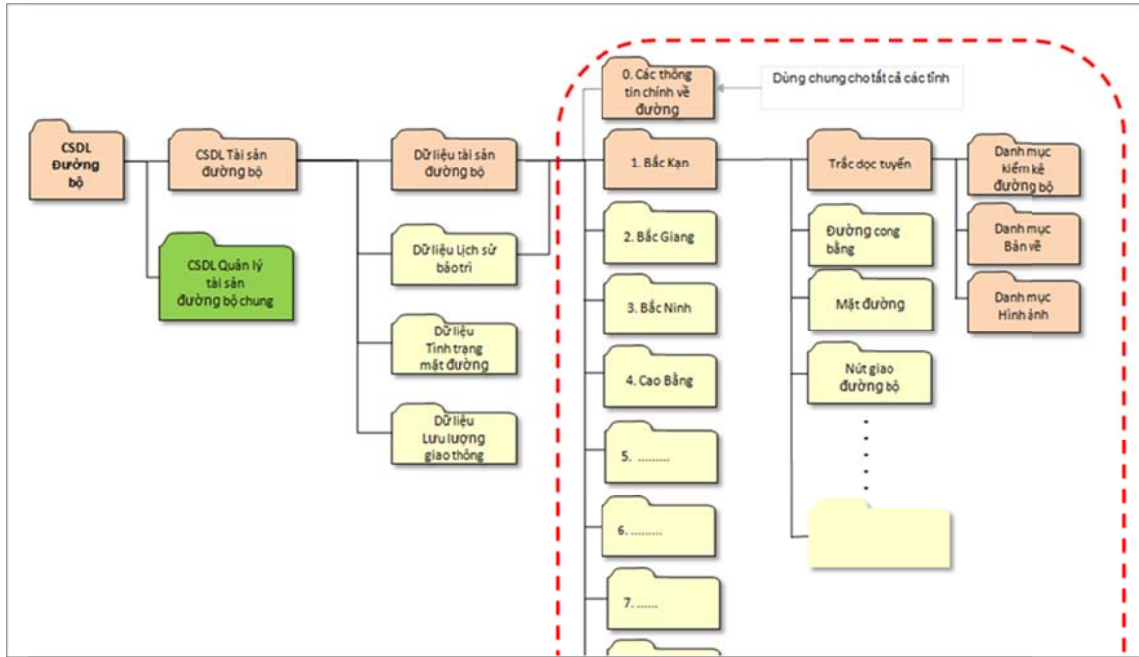 CSDL
Đường
bộ
CSDL Tài sản
đường bộ
CSDL Quản lý
tài sản
đường bộ chung
Dữ liệu tài sản
đường bộ
Dữ liệu Lịch sử
bảo trì
Dữ liệu
Tình trạng
mặt đường
Dữ liệu
Lưu lượng
giao thông
0. Các thông
tin chính về
đường
Dùng chung cho tất cả các tỉnh
1. Bắc Kạn
2. Bắc Giang
3. Bắc Ninh
4. Cao Bằng
5. .........
6. .........
7. ......
Trắc dọc tuyến
Đường cong
bằng
Mặt đường
Nút giao
đường bộ
Danh mục
kiểm kê
đường bộ
Danh mục
Bản vẽ
Danh mục
Hình ảnh